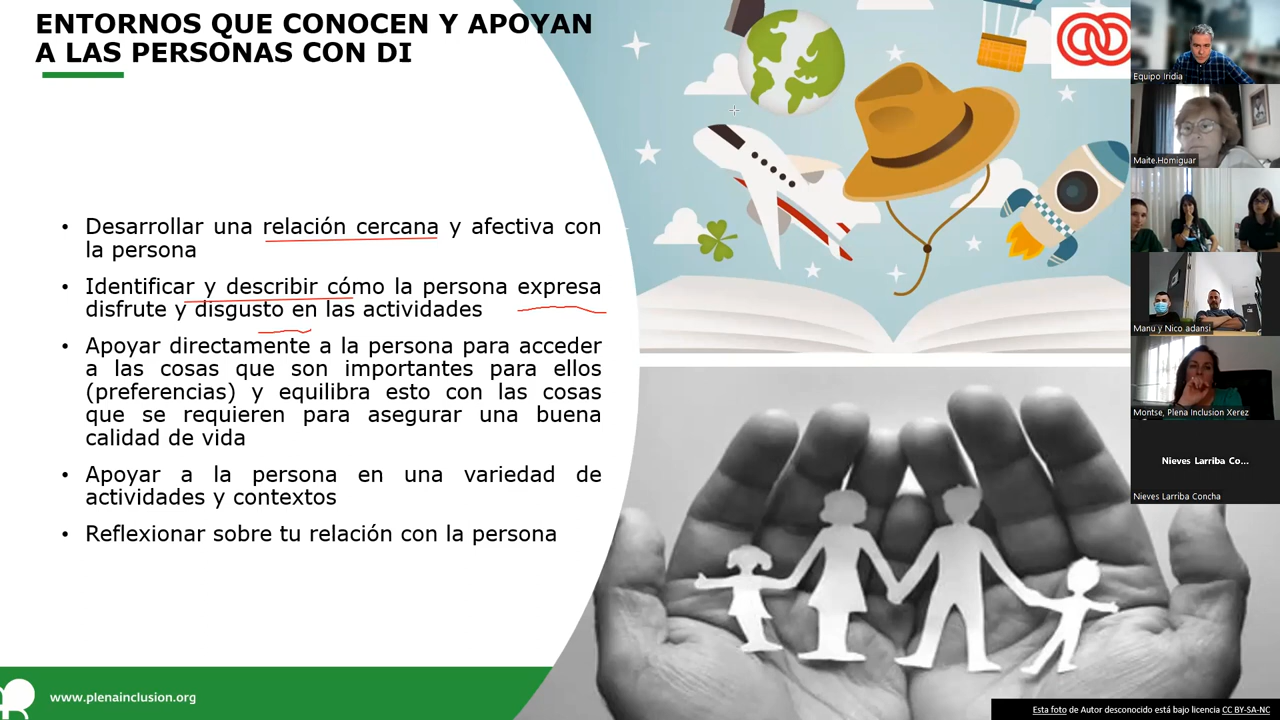 ENTORNOS QUE CONOCEN Y APOYAN
A LAS PERSONAS CON DI
• Desarrollar una relación cercana y afectiva con
la persona
• Identificar y describir cómo la persona expresa
disfrute y disgusto en las actividades
• Apoyar directamente a la persona para acceder
a las cosas que son importantes para ellos
(preferencias) y equilibra esto con las cosas
que se requieren para asegurar una buena
calidad de vida
• Apoyar a la persona en una variedad de
actividades y contextos
• Reflexionar sobre tu relación con la persona
www.plenainclusion.org
Equipo Iridia
Maite.Homiguar
Manu y Nico adansi
Montse, Plena Inclusion Xerez
Nieves Larriba Co...
Nieves Larriba Concha
Esta foto de Autor desconocido está bajo licencia CC BY-SA-NC